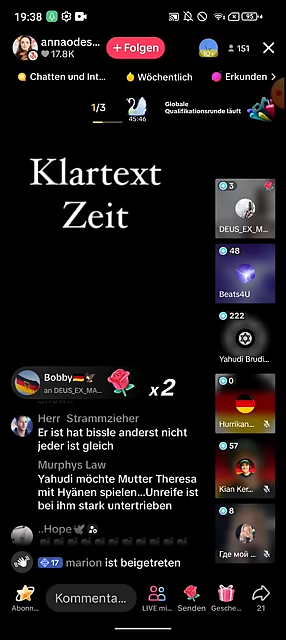 19:38
95
annaodes...
17.8K
+ Folgen
10+
151
Chatten und Int...
Wöchentlich
Erkunden
1/3
45:46
Globale
Qualifikationsrunde läuft
Klartext
Zeit
3
DEUS_EX_M...
48
Beats4U
222
Yahudi Brudi...
0
Hurrikan...
57
Kian Ker...
8
Где мой ...
Bobby
an DEUS_EX_MA...
x2
Herr Strammzieher
Er ist hat bissle anderst nicht
jeder ist gleich
Murphys Law
Yahudi möchte Mutter Theresa
mit Hyänen spielen...Unreife ist
bei ihm stark untertrieben
..Hope
17 marion ist beigetreten
Abonn...
Kommenta...
LIVE mi...
Senden
Gesche...
21